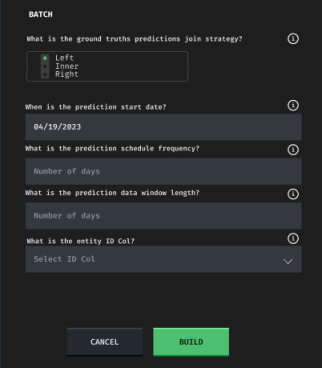 BATCH
What is the ground truths predictions join strategy?
Left
Inner
Right
When is the prediction start date?
04/19/2023
What is the prediction schedule frequency?
Number of days
What is the prediction data window length?
Number of days
What is the entity ID Col?
Select ID Col
CANCEL BUILD